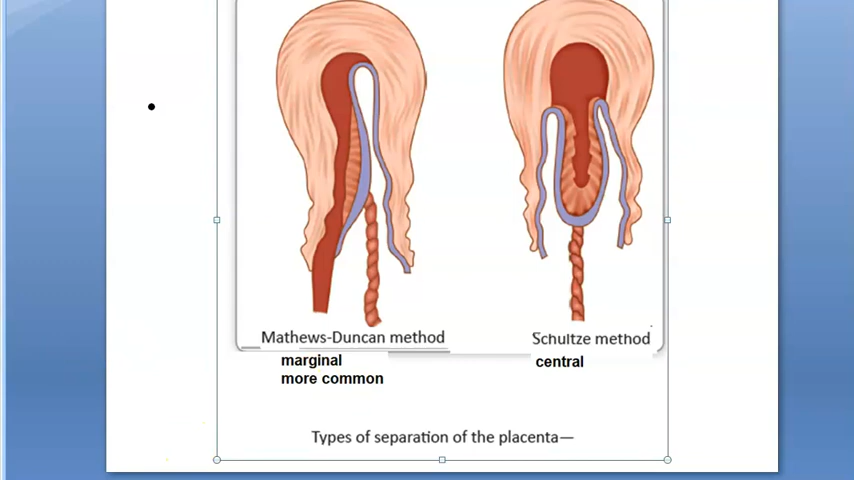 Mathews-Duncan method
Schultze method
marginal
more common
central
Types of separation of the placenta—